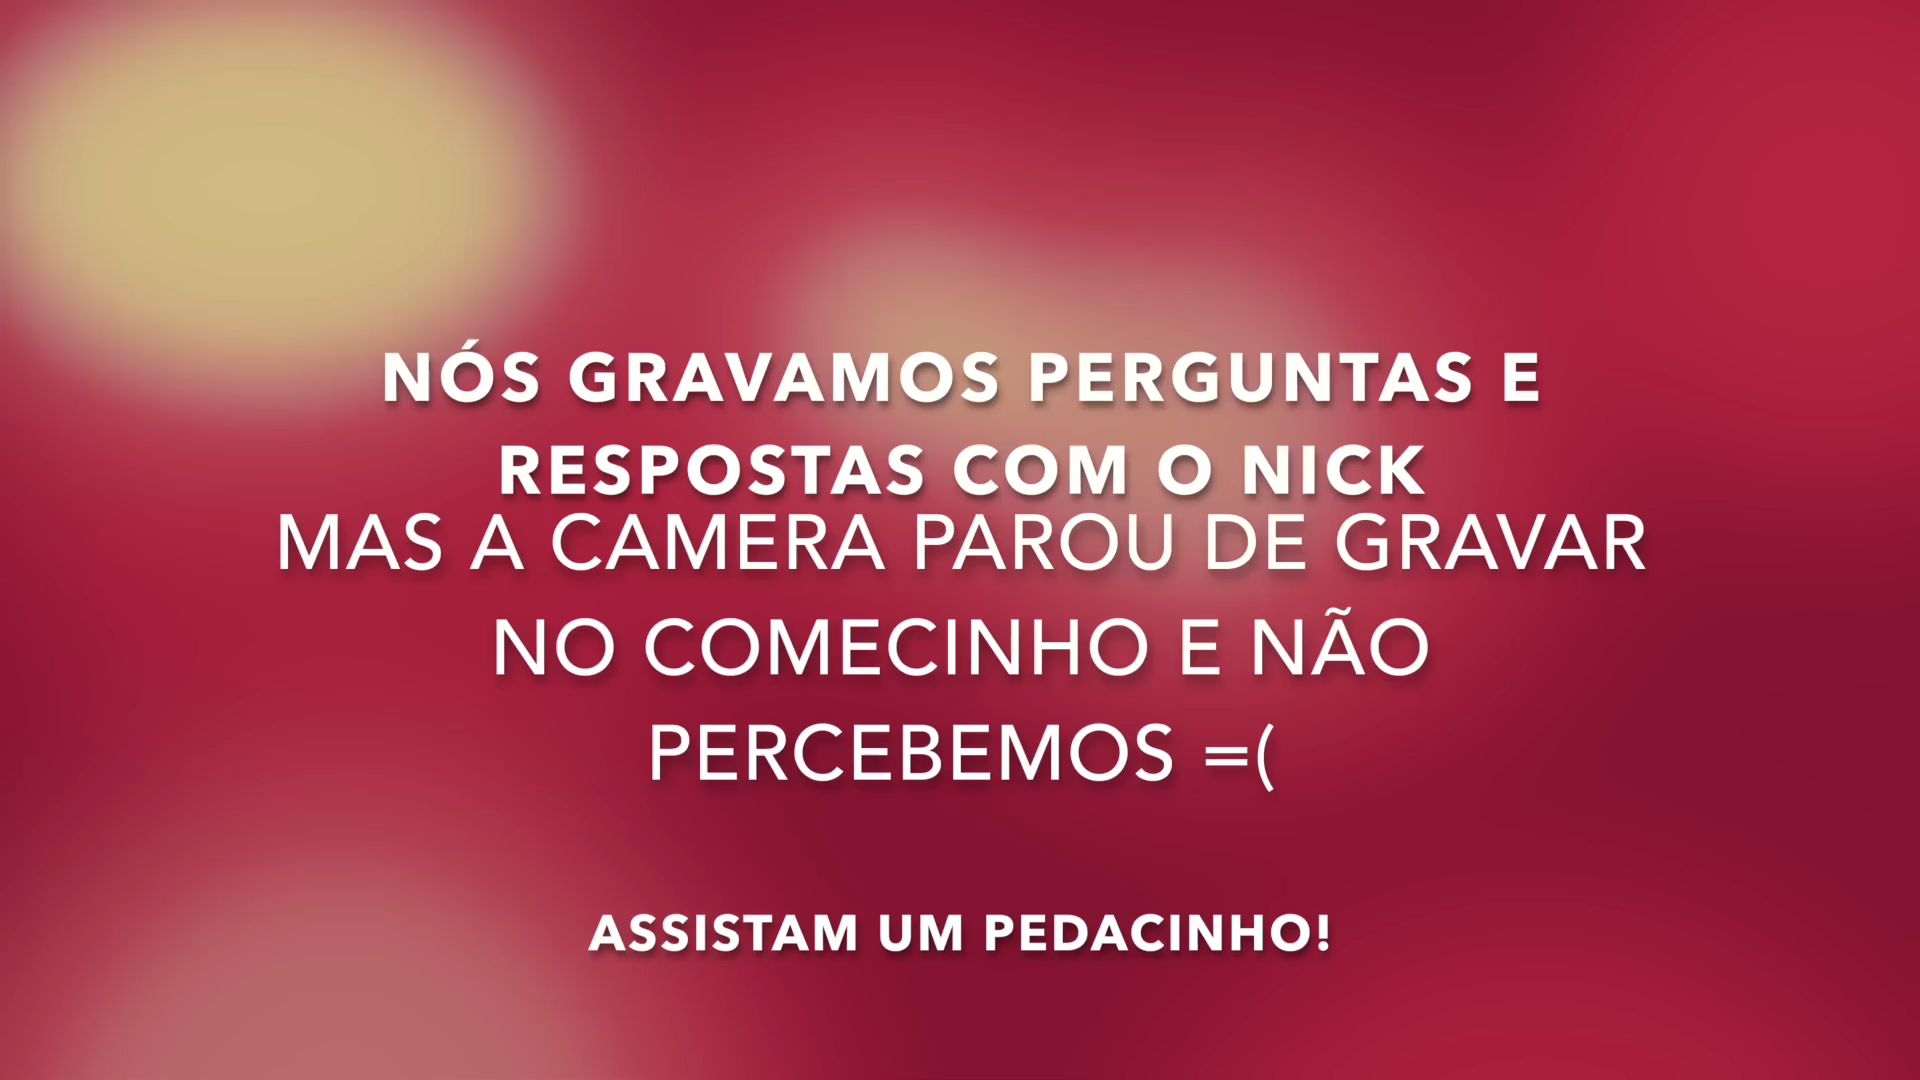 NÓS GRAVAMOS PERGUNTAS E
RESPOSTAS COM O NICK
MAS A CAMERA PAROU DE GRAVAR
NO COMECINHO E NÃO
PERCEBEMOS =(
ASSISTAM UM PEDACINHO!